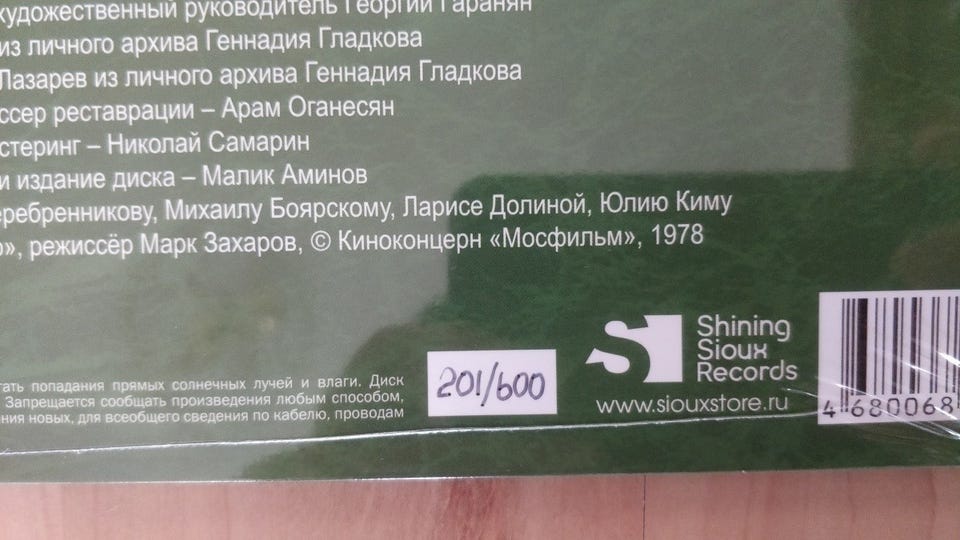 художественный руководитель Георгий Гаранян
из личного архива Геннадия Гладкова
Лазарев из личного архива Геннадия Гладкова
ссер реставрации – Арам Оганесян
стеринг – Николай Самарин
и издание диска – Малик Аминов
еребренникову, Михаилу Боярскому, Ларисе Долиной, Юлию Киму
о», режиссёр Марк Захаров, © Киноконцерн «Мосфильм», 1978
гать попадания прямых солнечных лучей и влаги. Диск
Запрещается сообщать произведения любым способом,
ния новых, для всеобщего сведения по кабелю, проводам
201/600
Shining
Sioux
Records
www.siouxstore.ru
4 680068